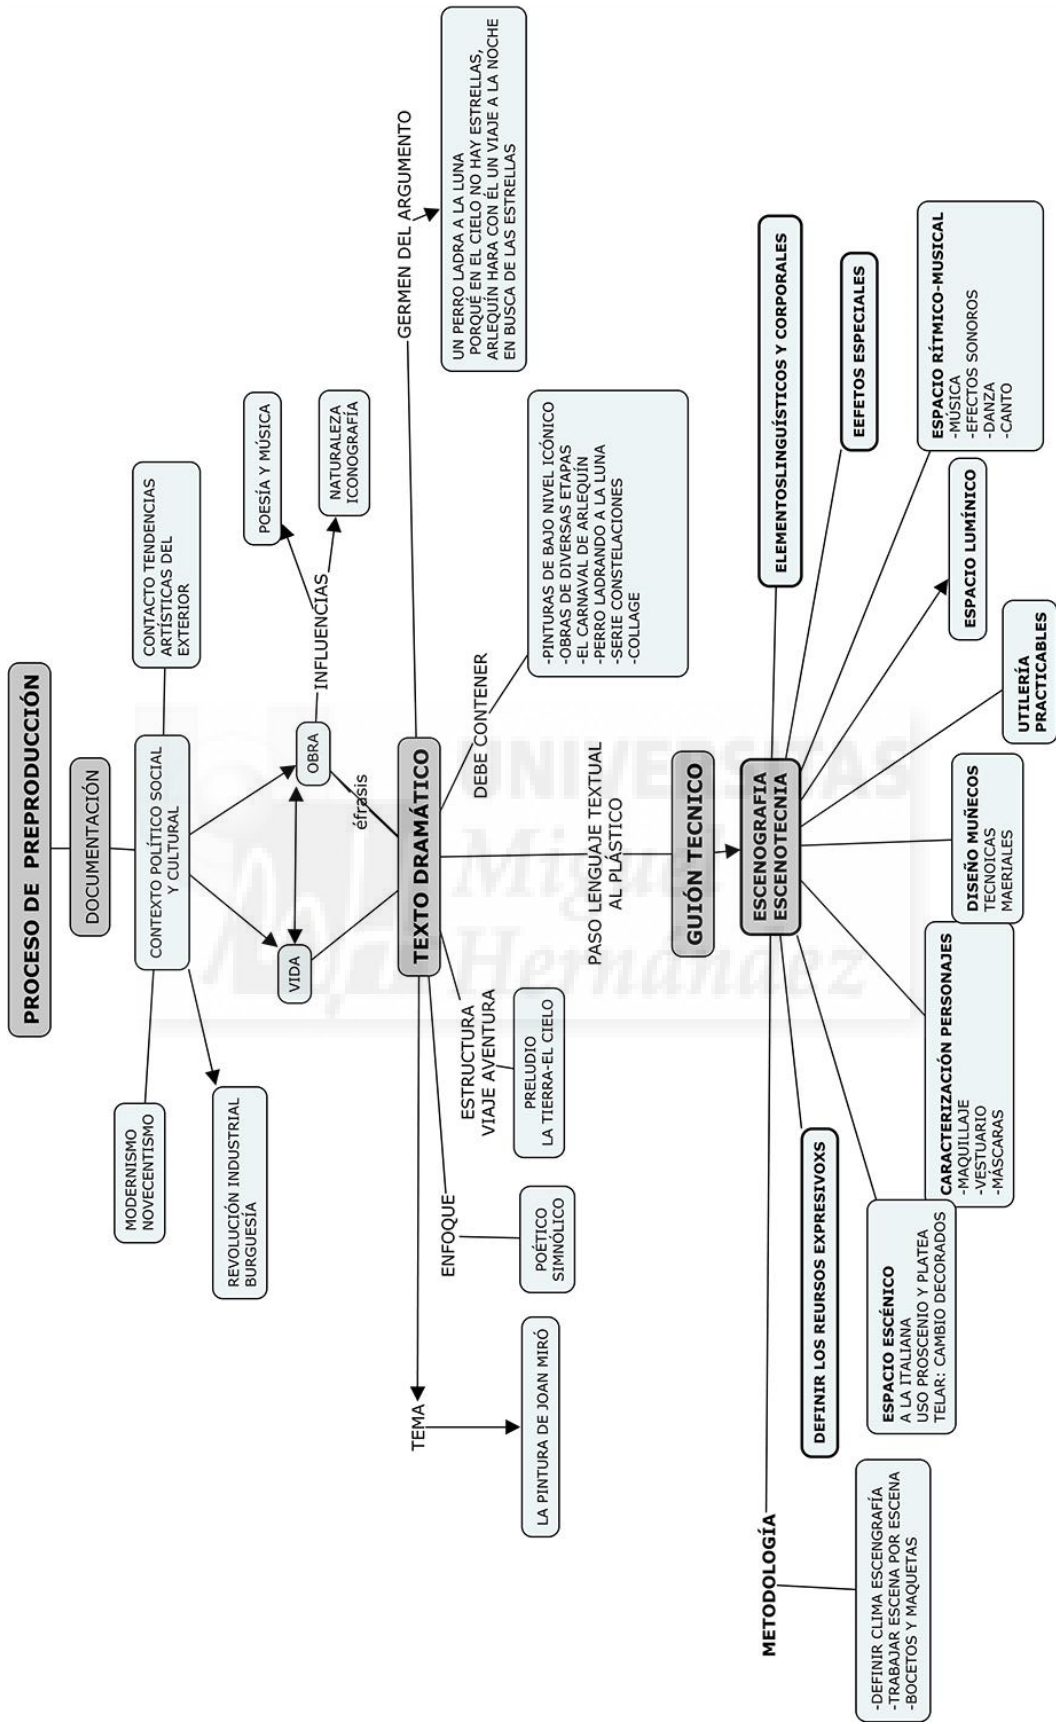 PROCESO DE PREPRODUCCIÓN
DOCUMENTACIÓN
MODERNISMO
NOVECENTISMO
CONTEXTO POLÍTICO SOCIAL
Y CULTURAL
CONTACTO TENDENCIAS
ARTÍSTICAS DEL
EXTERIOR
REVOLUCIÓN INDUSTRIAL
BURGUESÍA
VIDA
OBRA
INFLUENCIAS
POESÍA Y MÚSICA
NATURALEZA
ICONOGRAFÍA
éfrasis
TEXTO DRAMÁTICO
TEMA
LA PINTURA DE JOAN MIRÓ
ENFOQUE
POÉTICO
SIMNÓLICO
ESTRUCTURA
VIAJE AVENTURA
PRELUDIO
LA TIERRA-EL CIELO
DEBE CONTENER
-PINTURAS DE BAJO NIVEL ICÓNICO
-OBRAS DE DIVERSAS ETAPAS
-EL CARNAVAL DE ARLEQUÍN
-PERRO LADRANDO A LA LUNA
-SERIE CONSTELACIONES
-COLLAGE
GERMEN DEL ARGUMENTO
UN PERRO LADRA A LA LUNA
PORQUÉ EN EL CIELO NO HAY ESTRELLAS,
ARLEQUÍN HARA CON ÉL UN VIAJE A LA NOCHE
EN BUSCA DE LAS ESTRELLAS
PASO LENGUAJE TEXTUAL
AL PLÁSTICO
GUIÓN TECNICO
ESCENOGRAFIA
ESCENOTECNIA
METODOLOGÍA
-DEFINIR CLIMA ESCENGRAFÍA
-TRABAJAR ESCENA POR ESCENA
-BOCETOS Y MAQUETAS
DEFINIR LOS REURSOS EXPRESIVOXS
ESPACIO ESCÉNICO
A LA ITALIANA
USO PROSCENIO Y PLATEA
TELAR: CAMBIO DECORADOS
CARACTERIZACIÓN PERSONAJES
-MAQUILLAJE
-VESTUARIO
-MÁSCARAS
DISEÑO MUÑECOS
TECNOICAS
MAERIALES
UTILERÍA
PRACTICABLES
ESPACIO LUMÍNICO
ESPACIO RÍTMICO-MUSICAL
-MÚSICA
-EFECTOS SONOROS
-DANZA
-CANTO
EEFETOS ESPECIALES
ELEMENTOSLINGUÍSTICOS Y CORPORALES
UNIVERSITAS
Miguel
Hernández